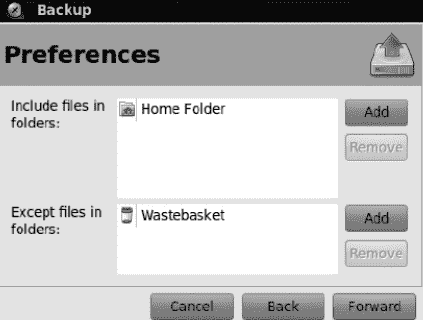 Backup
Preferences
Include files in
folders:
Home Folder
Add
Remove
Except files in
folders:
Wastebasket
Add
Remove
Cancel Back Forward